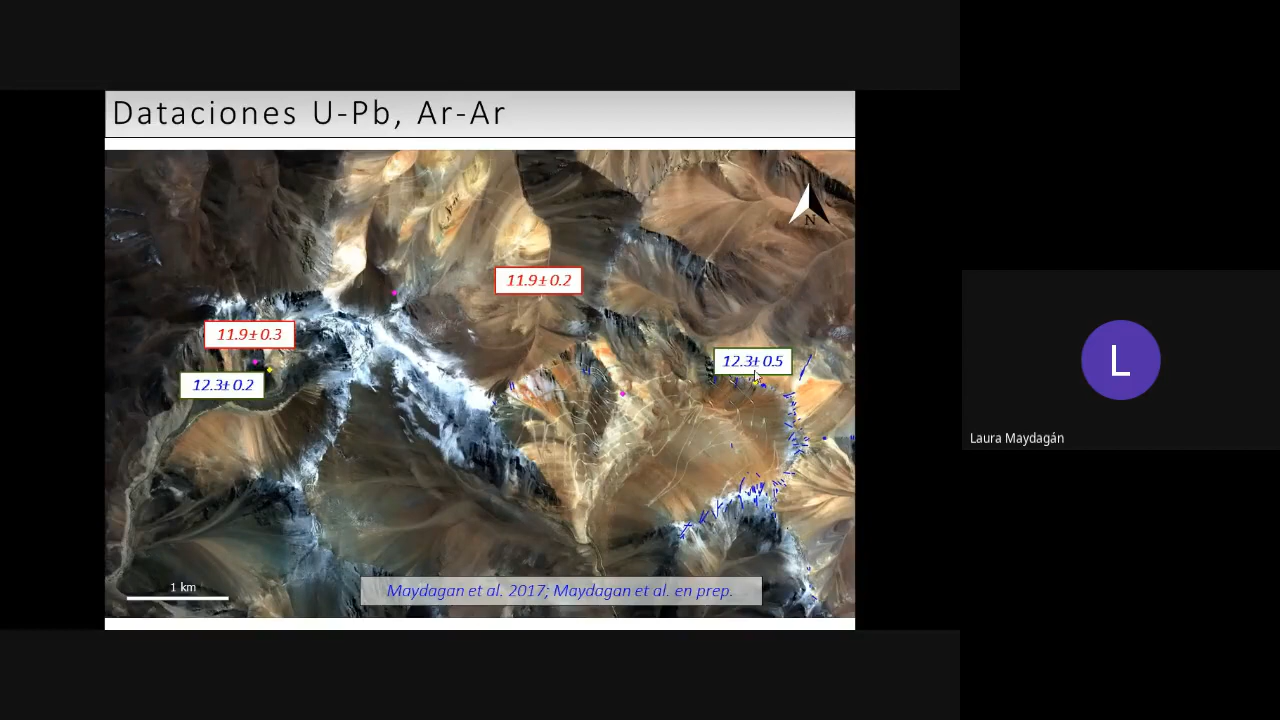 Dataciones U-Pb, Ar-Ar
N
11.9± 0.2
11.9± 0.3
12.3± 0.5
12.3± 0.2
1 km
Maydagan et al. 2017; Maydagan et al. en prep.
L
Laura Maydagán